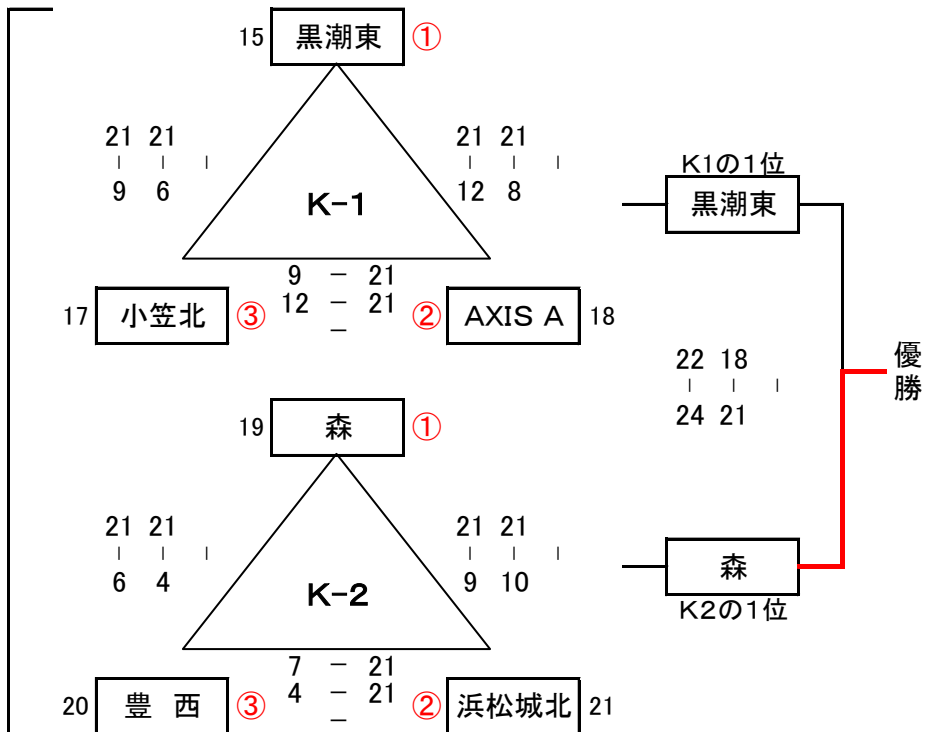 15 黒潮東 ①
21 21 21 21
| | | | | |
9 6 12 8
K-1
9 - 21
12 - 21
-
17 小笠北 ③ ② AXIS A 18
K1の1位
黒潮東
22 18
| | |
24 21
優勝
19 森 ①
21 21 21 21
| | | | | |
6 4 9 10
K-2
7 - 21
4 - 21
-
20 豊 西 ③ ② 浜松城北 21
森
K2の1位